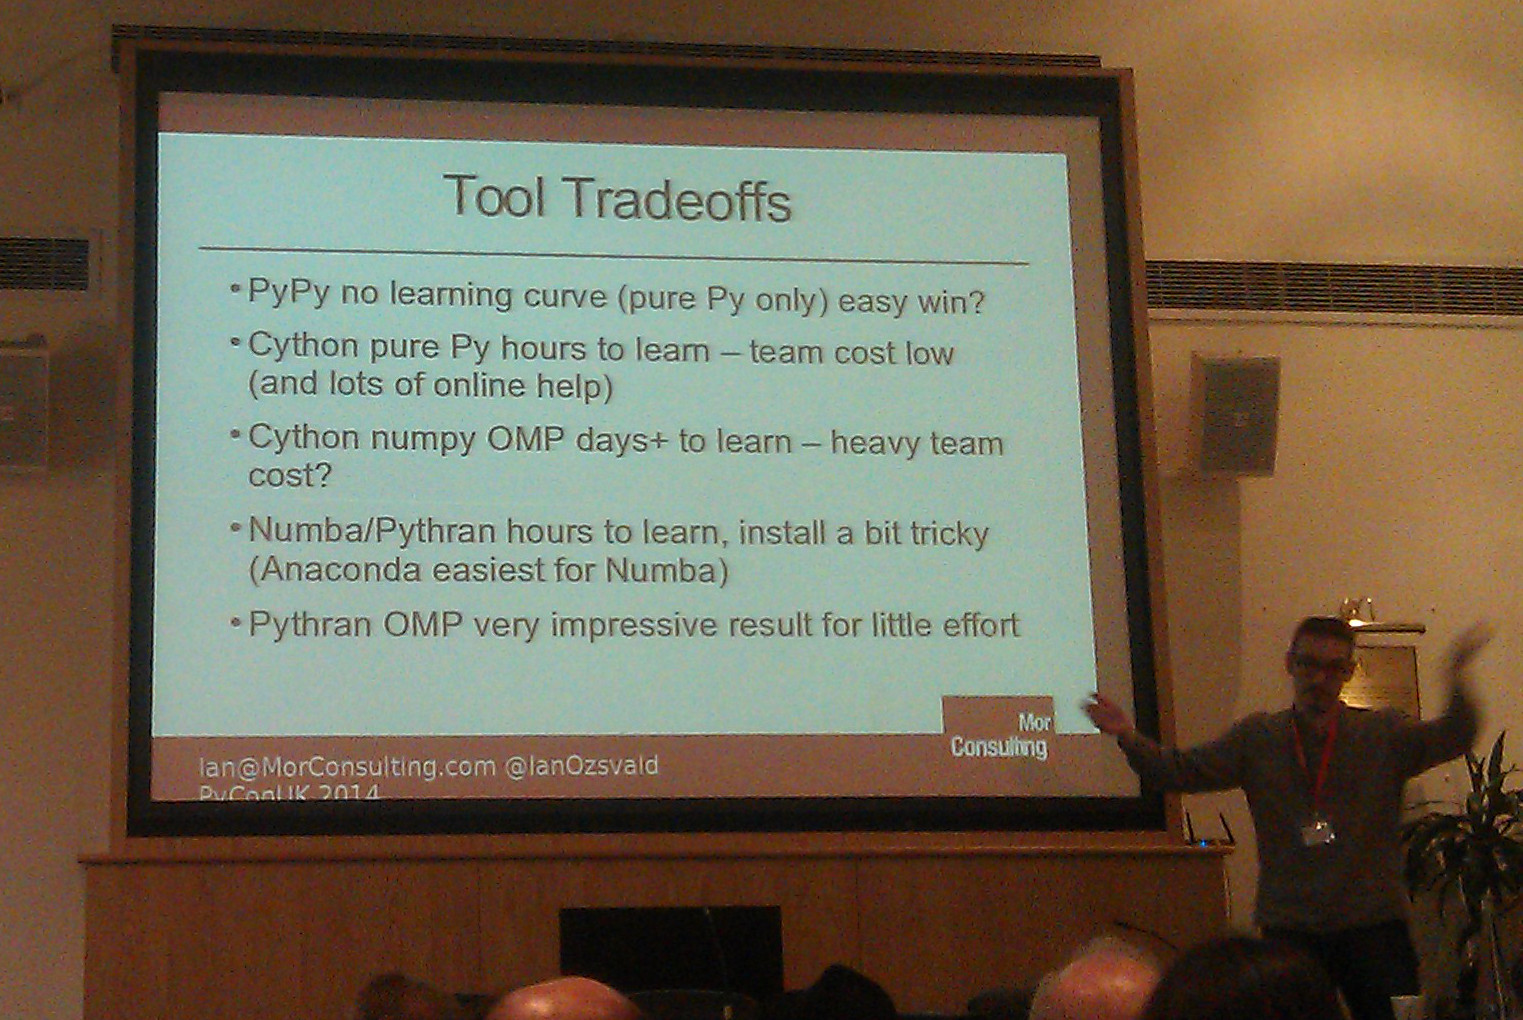 Tool Tradeoffs
•PyPy no learning curve (pure Py only) easy win?
•Cython pure Py hours to learn – team cost low
(and lots of online help)
•Cython numpy OMP days+ to learn – heavy team
cost?
•Numba/Pythran hours to learn, install a bit tricky
(Anaconda easiest for Numba)
•Pythran OMP very impressive result for little effort
Mor
Consulting
Ian@MorConsulting.com @IanOzsvald
PyConUK 2014